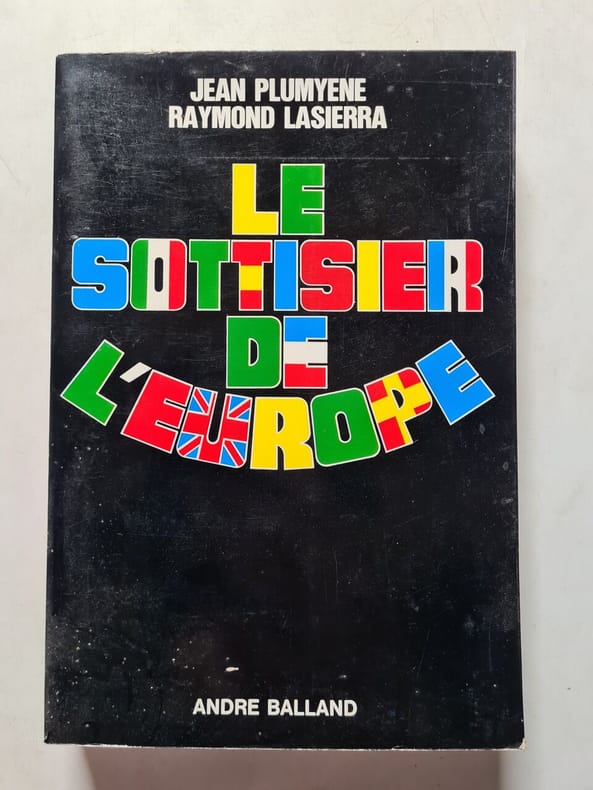 JEAN PLUMYENE
RAYMOND LASIERRA
LE
SOTTISIER
DE
L'EUROPE
ANDRE BALLAND